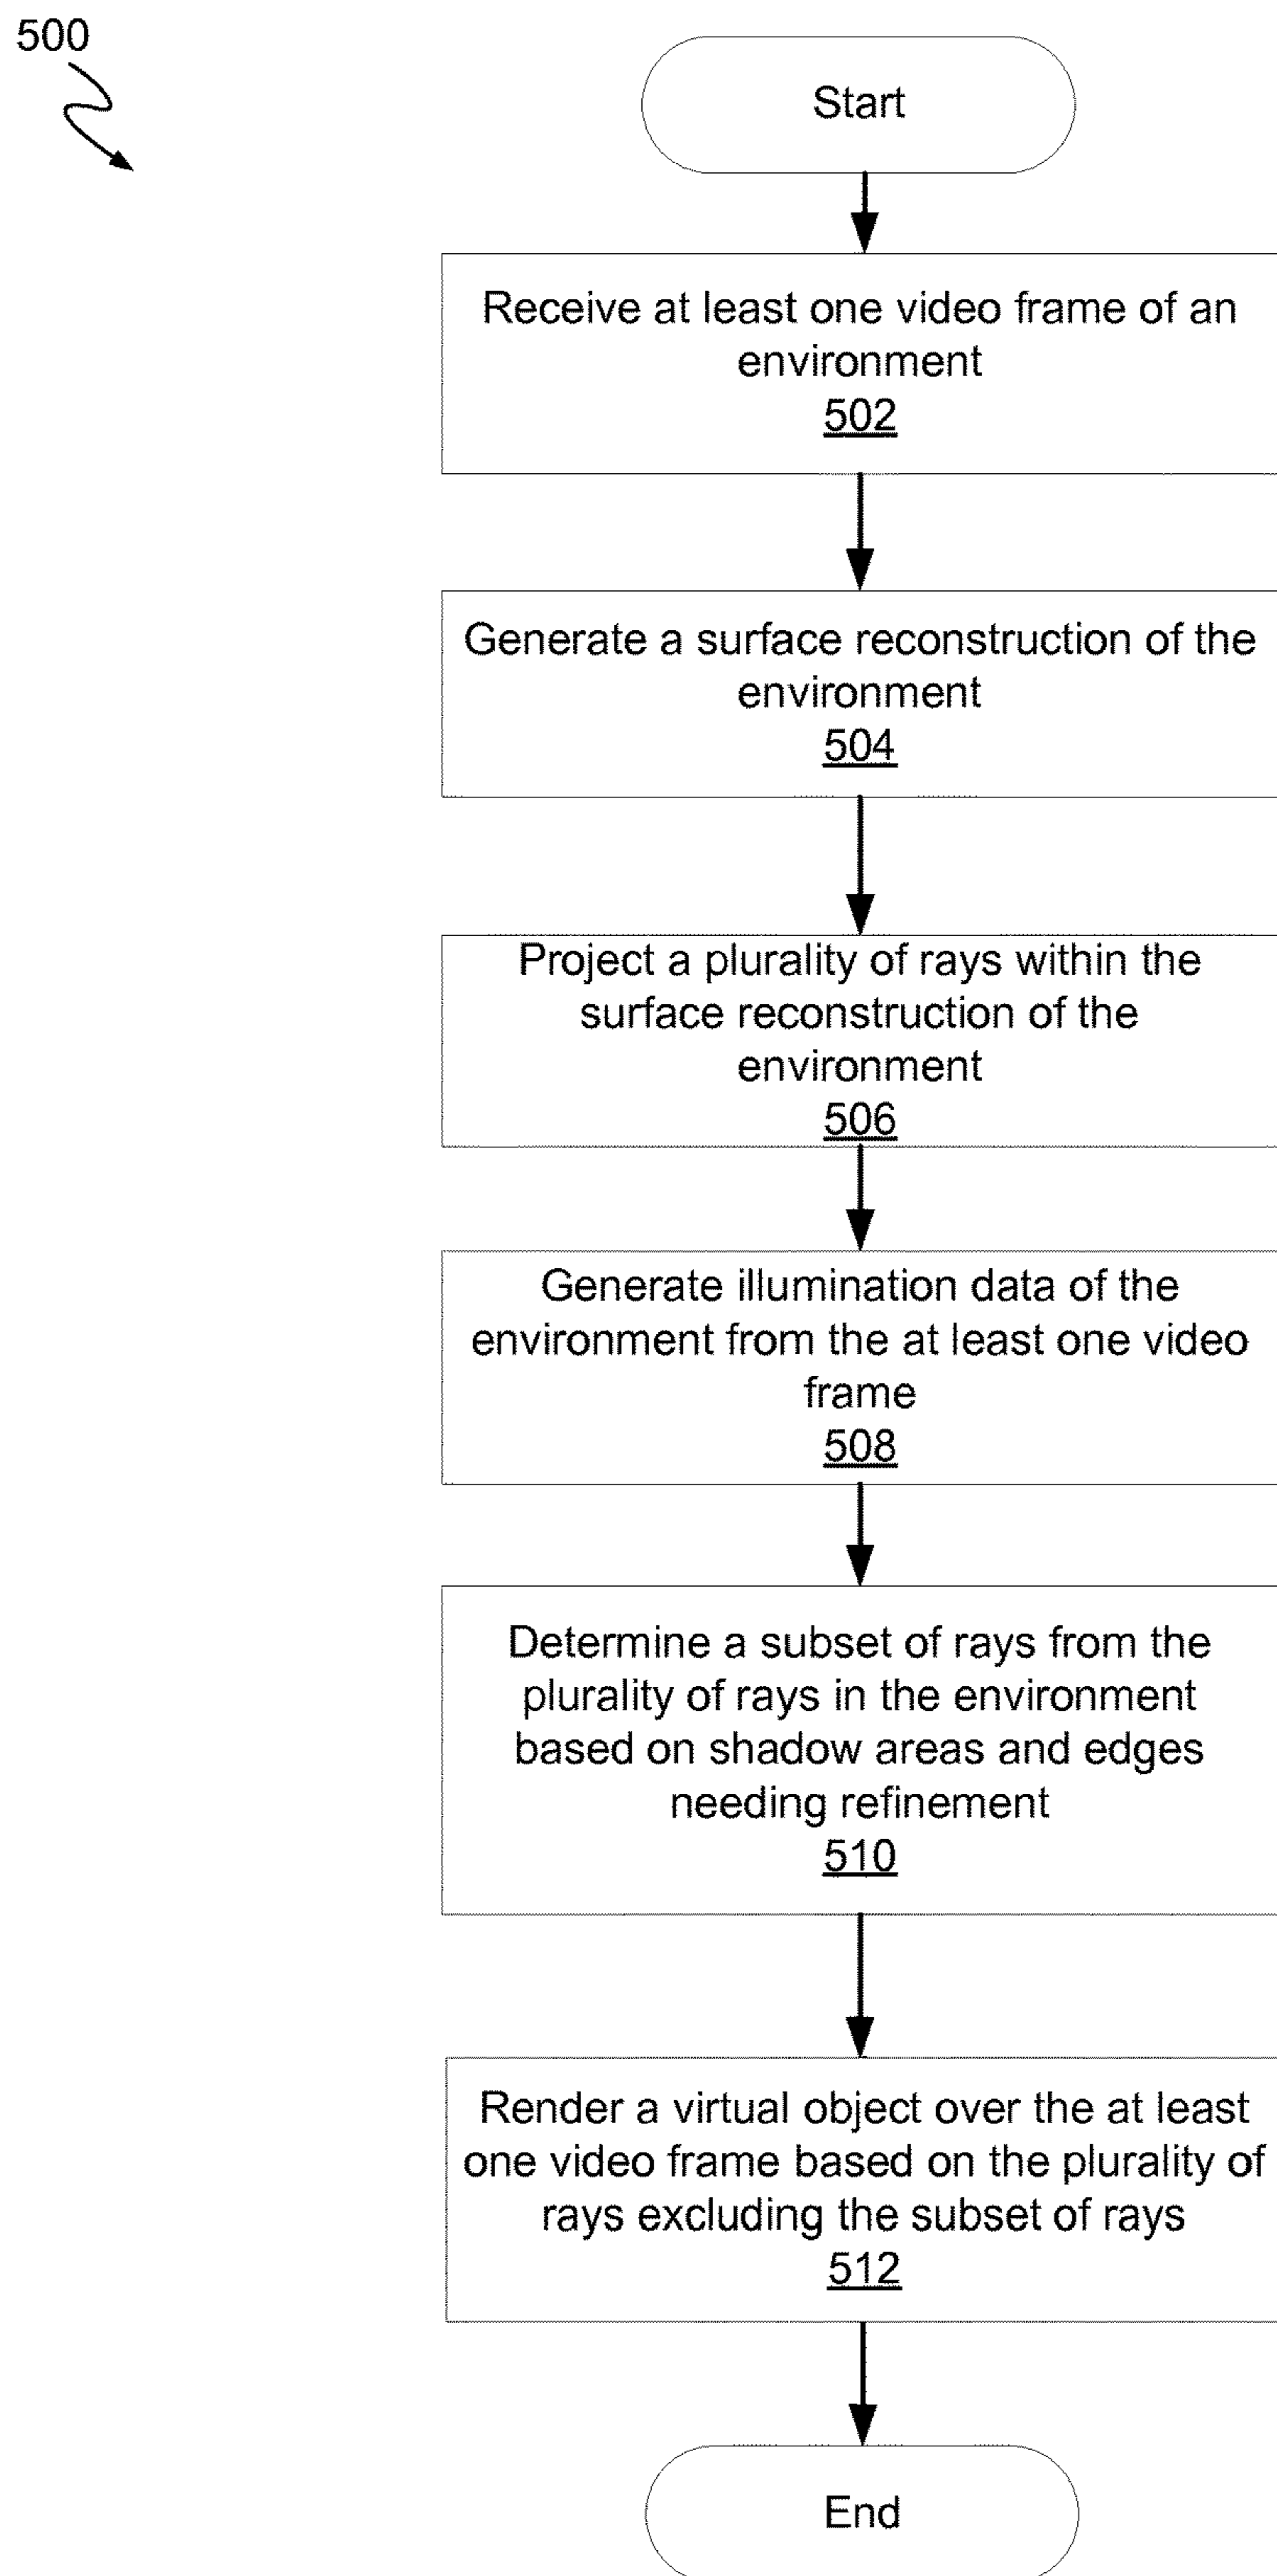 500
Start
Receive at least one video frame of an
environment
502
Generate a surface reconstruction of the
environment
504
Project a plurality of rays within the
surface reconstruction of the
environment
506
Generate illumination data of the
environment from the at least one video
frame
508
Determine a subset of rays from the
plurality of rays in the environment
based on shadow areas and edges
needing refinement
510
Render a virtual object over the at least
one video frame based on the plurality of
rays excluding the subset of rays
512
End